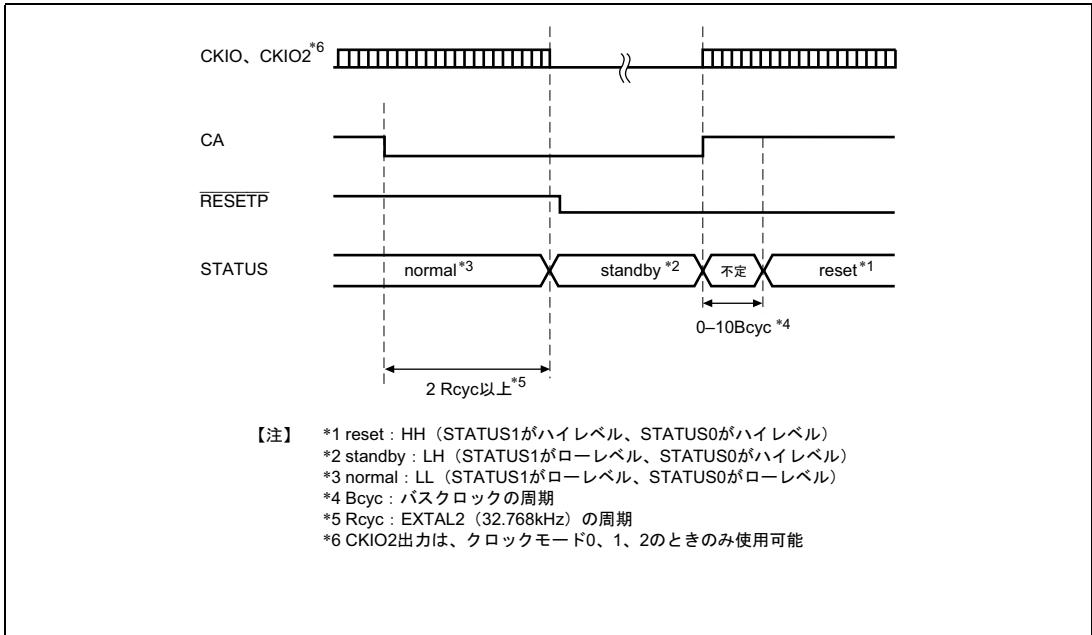 CKIO、CKIO2*6
CA
RESETP
STATUS
normal*3
standby *2
不定
reset*1
0–10Bcyc *4
2 Rcyc以上*5
【注】 *1 reset：HH（STATUS1がハイレベル、STATUS0がハイレベル）
*2 standby：LH（STATUS1がローレベル、STATUS0がハイレベル）
*3 normal：LL（STATUS1がローレベル、STATUS0がローレベル）
*4 Bcyc：バスクロックの周期
*5 Rcyc：EXTAL2（32.768kHz）の周期
*6 CKIO2出力は、クロックモード0、1、2のときのみ使用可能